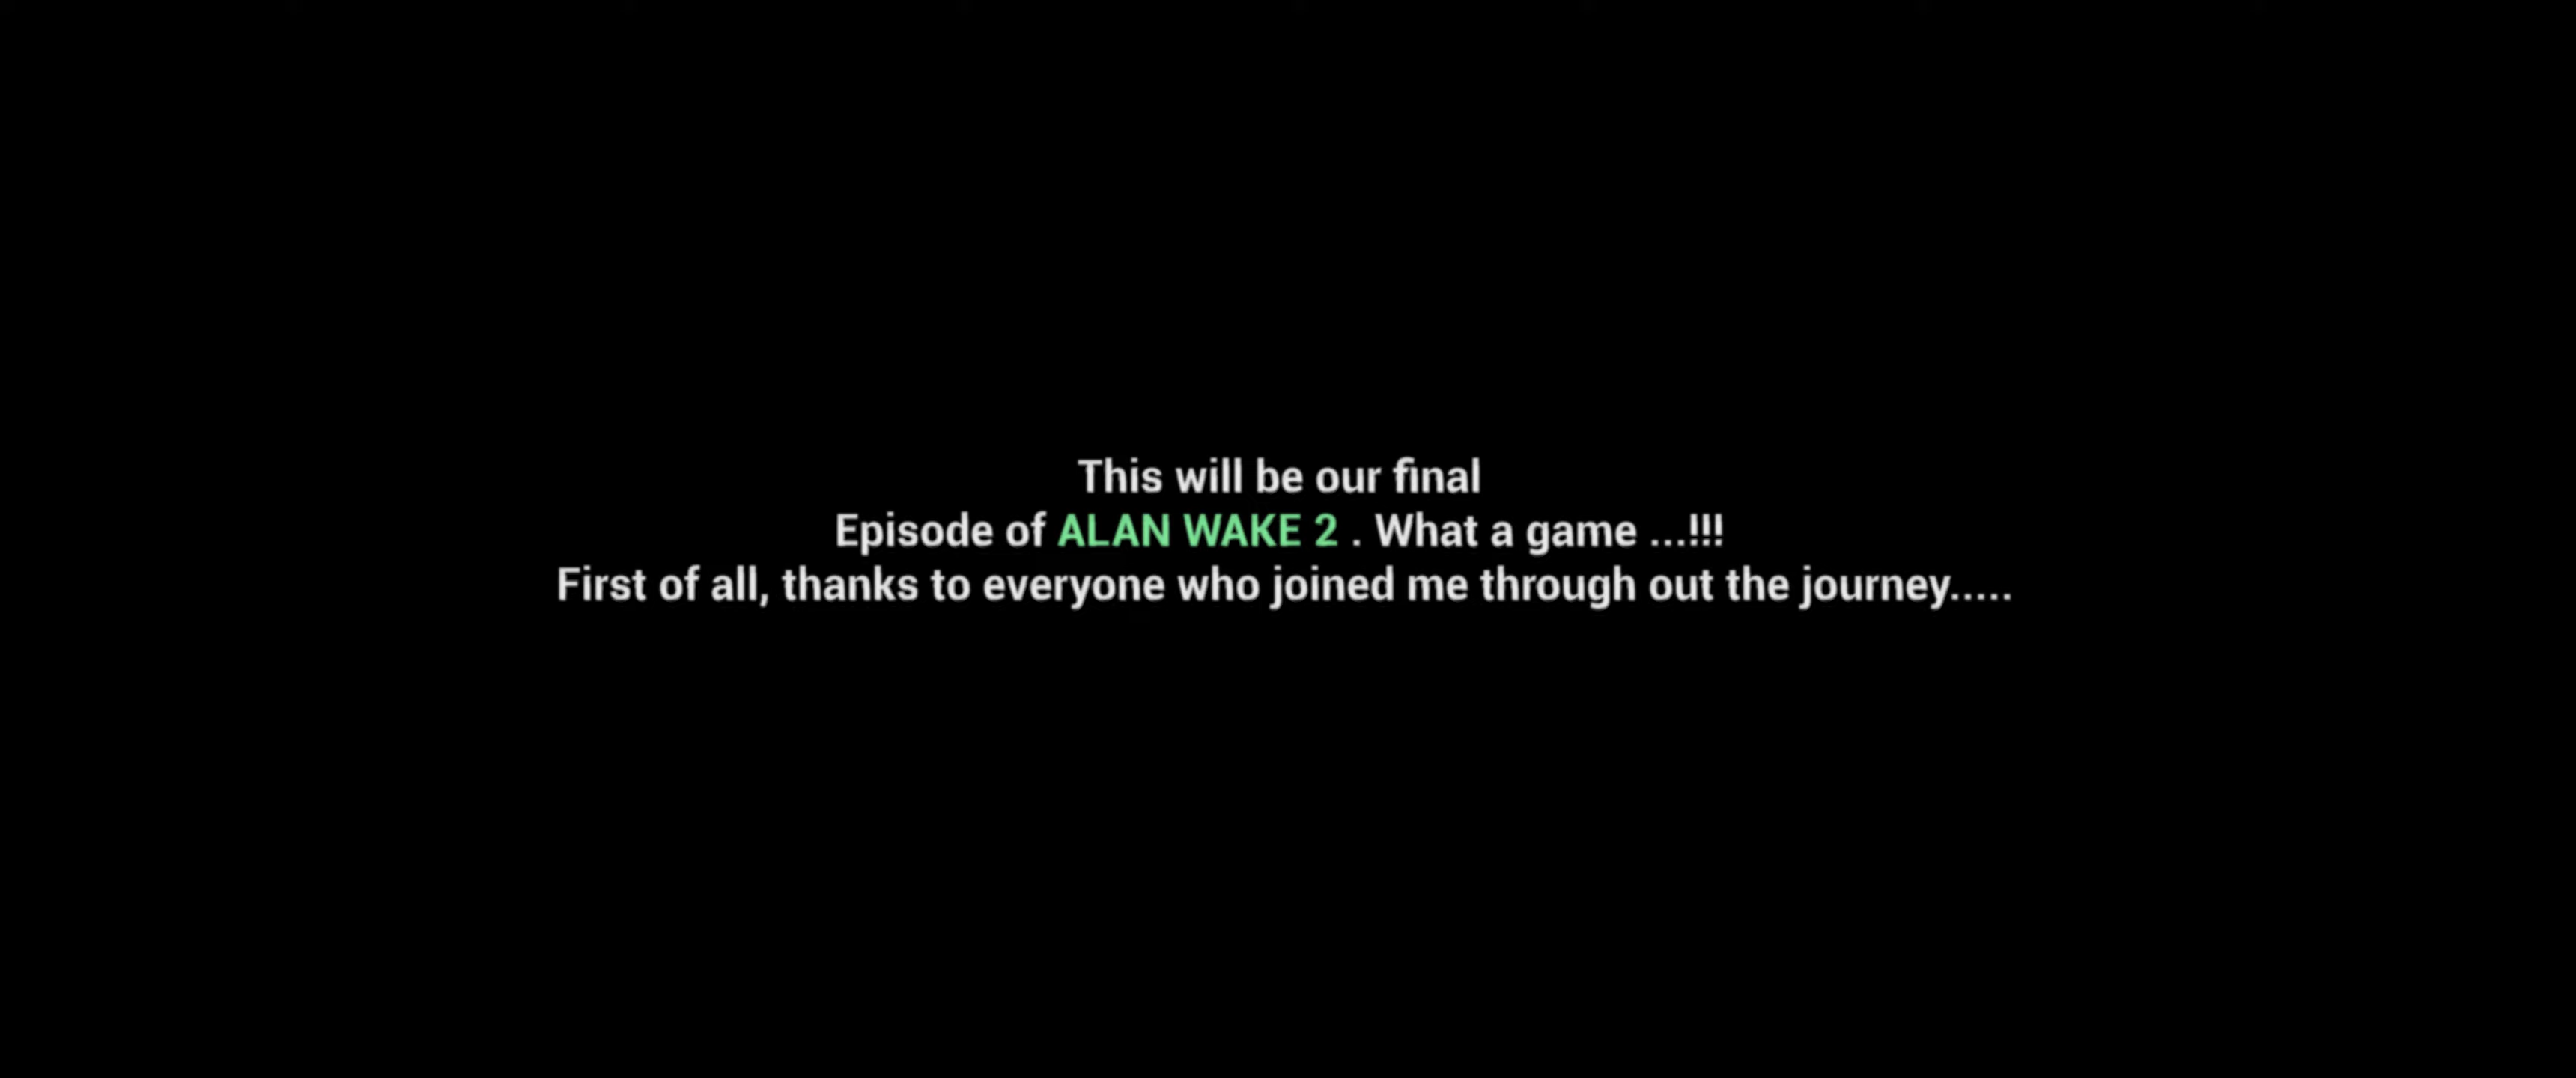 This will be our final
Episode of ALAN WAKE 2 . What a game ...!!!
First of all, thanks to everyone who joined me through out the journey.....